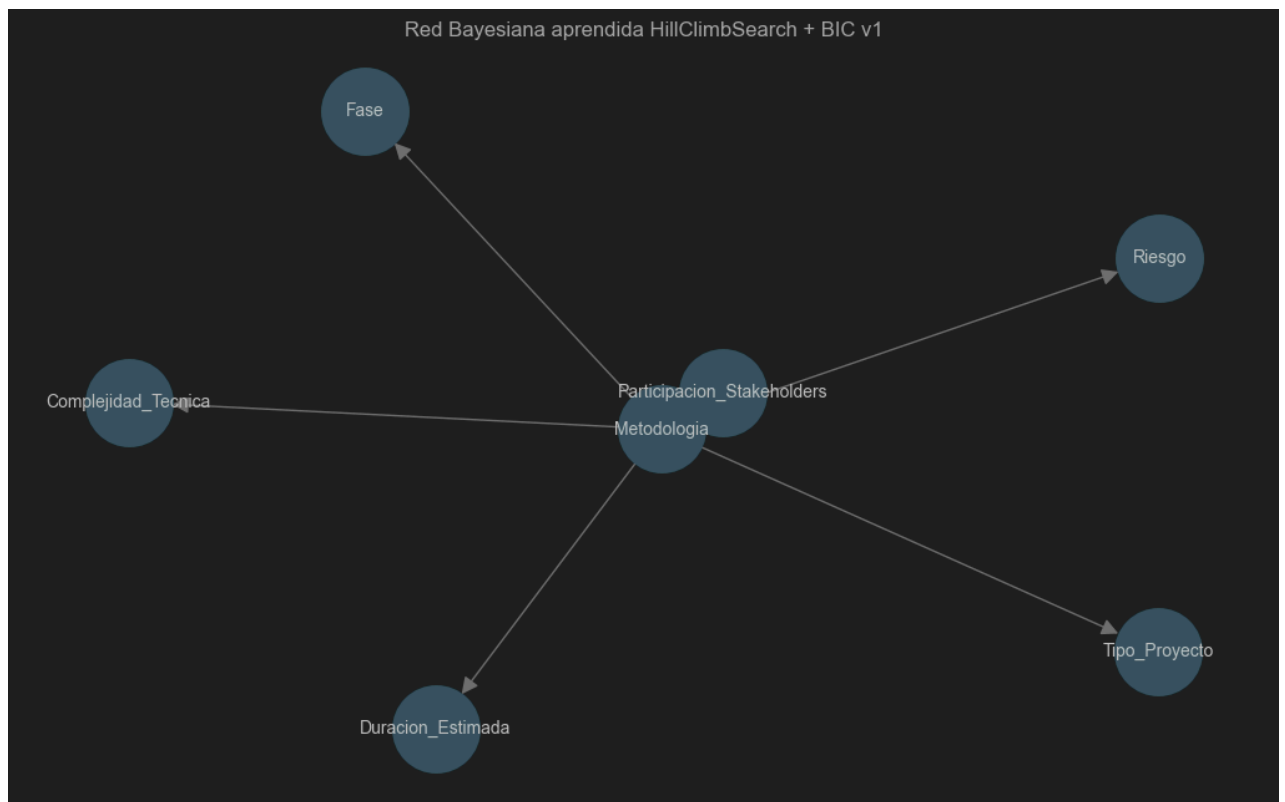 Red Bayesiana aprendida HillClimbSearch + BIC v1
Fase
Riesgo
Participacion_Stakeholders
Complejidad_Tecnica
Metodologia
Tipo_Proyecto
Duracion_Estimada